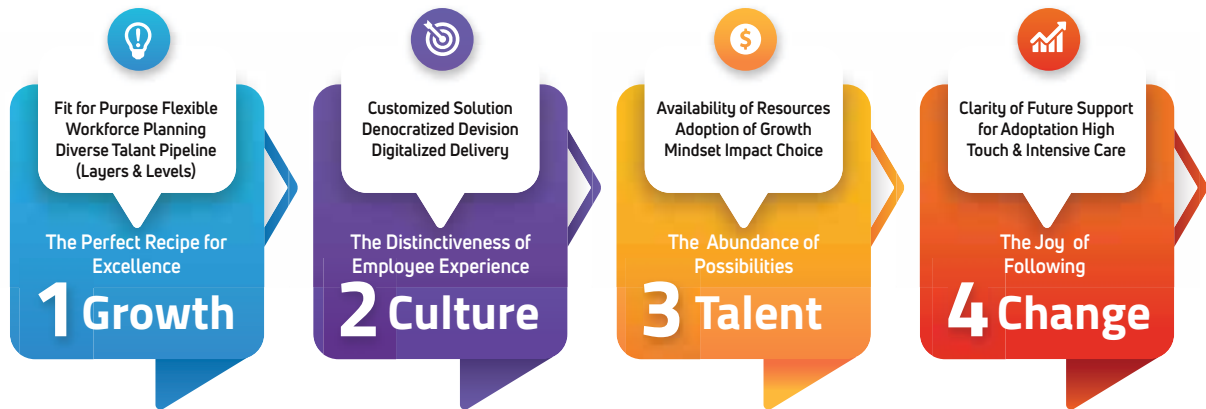 Fit for Purpose Flexible
Workforce Planning
Diverse Talant Pipeline
(Layers & Levels)
The Perfect Recipe for
Excellence
1 Growth
Customized Solution
Denocratized Devision
Digitalized Delivery
The Distinctiveness of
Employee Experience
2 Culture
Availability of Resources
Adoption of Growth
Mindset Impact Choice
The Abundance of
Possibilities
3 Talent
Clarity of Future Support
for Adoptation High
Touch & Intensive Care
The Joy of
Following
4 Change